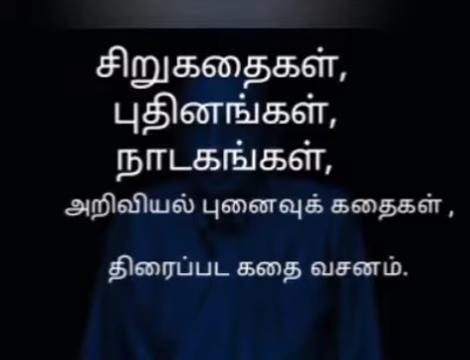 சிறுகதைகள்,
புதினங்கள்,
நாடகங்கள்,
அறிவியல் புனைவுக் கதைகள் ,
திரைப்பட கதை வசனம்.